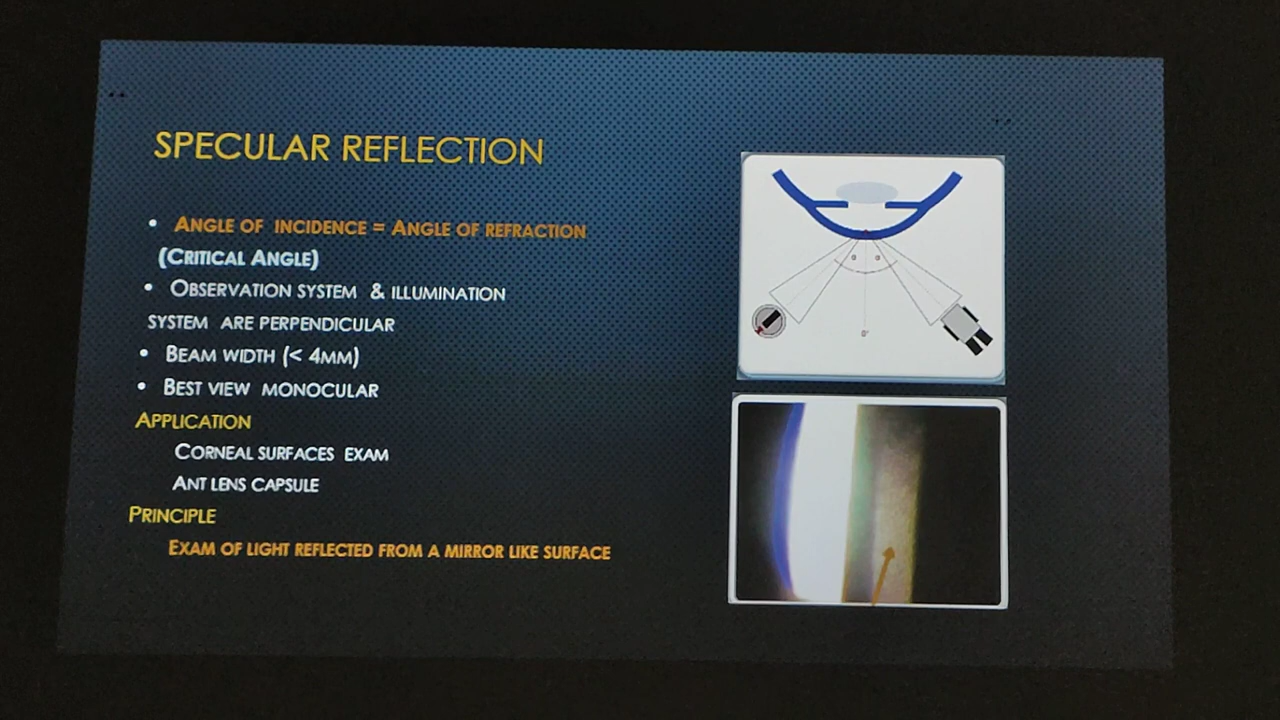 SPECULAR REFLECTION
• ANGLE OF INCIDENCE = ANGLE OF REFRACTION
(CRITICAL ANGLE)
• OBSERVATION SYSTEM & ILLUMINATION
SYSTEM ARE PERPENDICULAR
• BEAM WIDTH (< 4MM)
• BEST VIEW MONOCULAR
APPLICATION
CORNEAL SURFACES EXAM
ANT LENS CAPSULE
PRINCIPLE
EXAM OF LIGHT REFLECTED FROM A MIRROR LIKE SURFACE